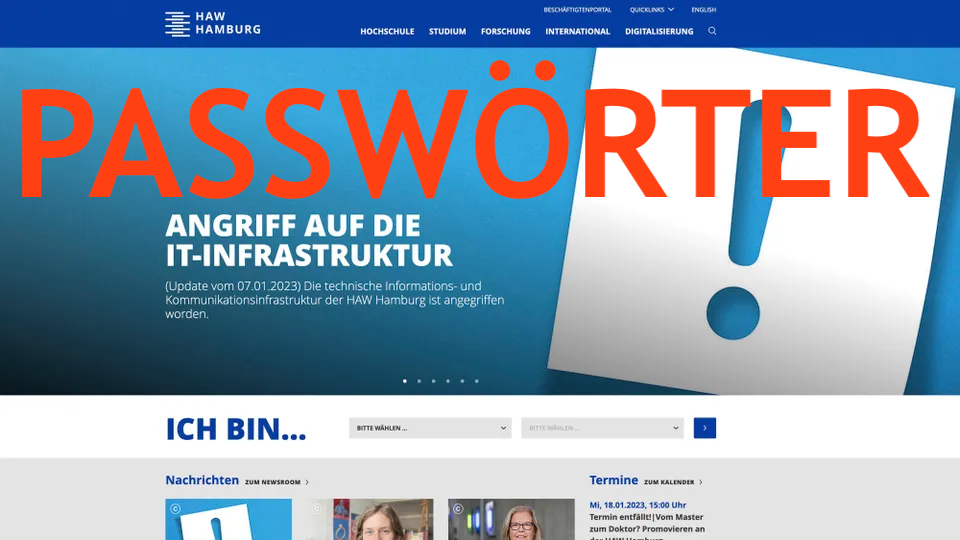 HAW
HAMBURG
BESCHÄFTIGTENPORTAL QUICKLINKS ENGLISH
HOCHSCHULE STUDIUM FORSCHUNG INTERNATIONAL DIGITALISIERUNG
PASSWÖRTER
ANGRIFF AUF DIE
IT-INFRASTRUKTUR
(Update vom 07.01.2023) Die technische Informations- und
Kommunikationsinfrastruktur der HAW Hamburg ist angegriffen
worden.
!
ICH BIN...
BITTE WÄHLEN ... BITTE WÄHLEN ...
Nachrichten ZUM NEWSROOM
Termine ZUM KALENDER
©
©
©
Mi, 18.01.2023, 15:00 Uhr
Termin entfällt!|Vom Master
zum Doktor? Promovieren an
der HAW Hamburg